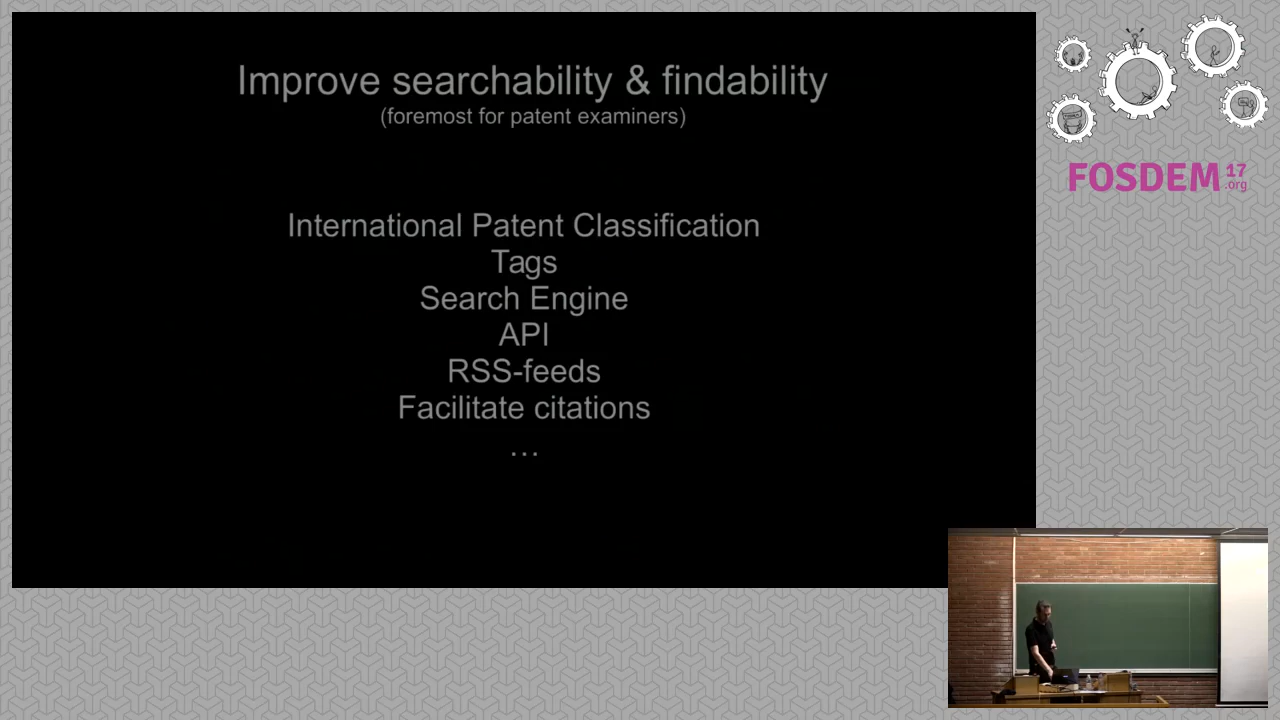 Improve searchability & findability
(foremost for patent examiners)
International Patent Classification
Tags
Search Engine
API
RSS-feeds
Facilitate citations
...
FOSDEM 17
.org